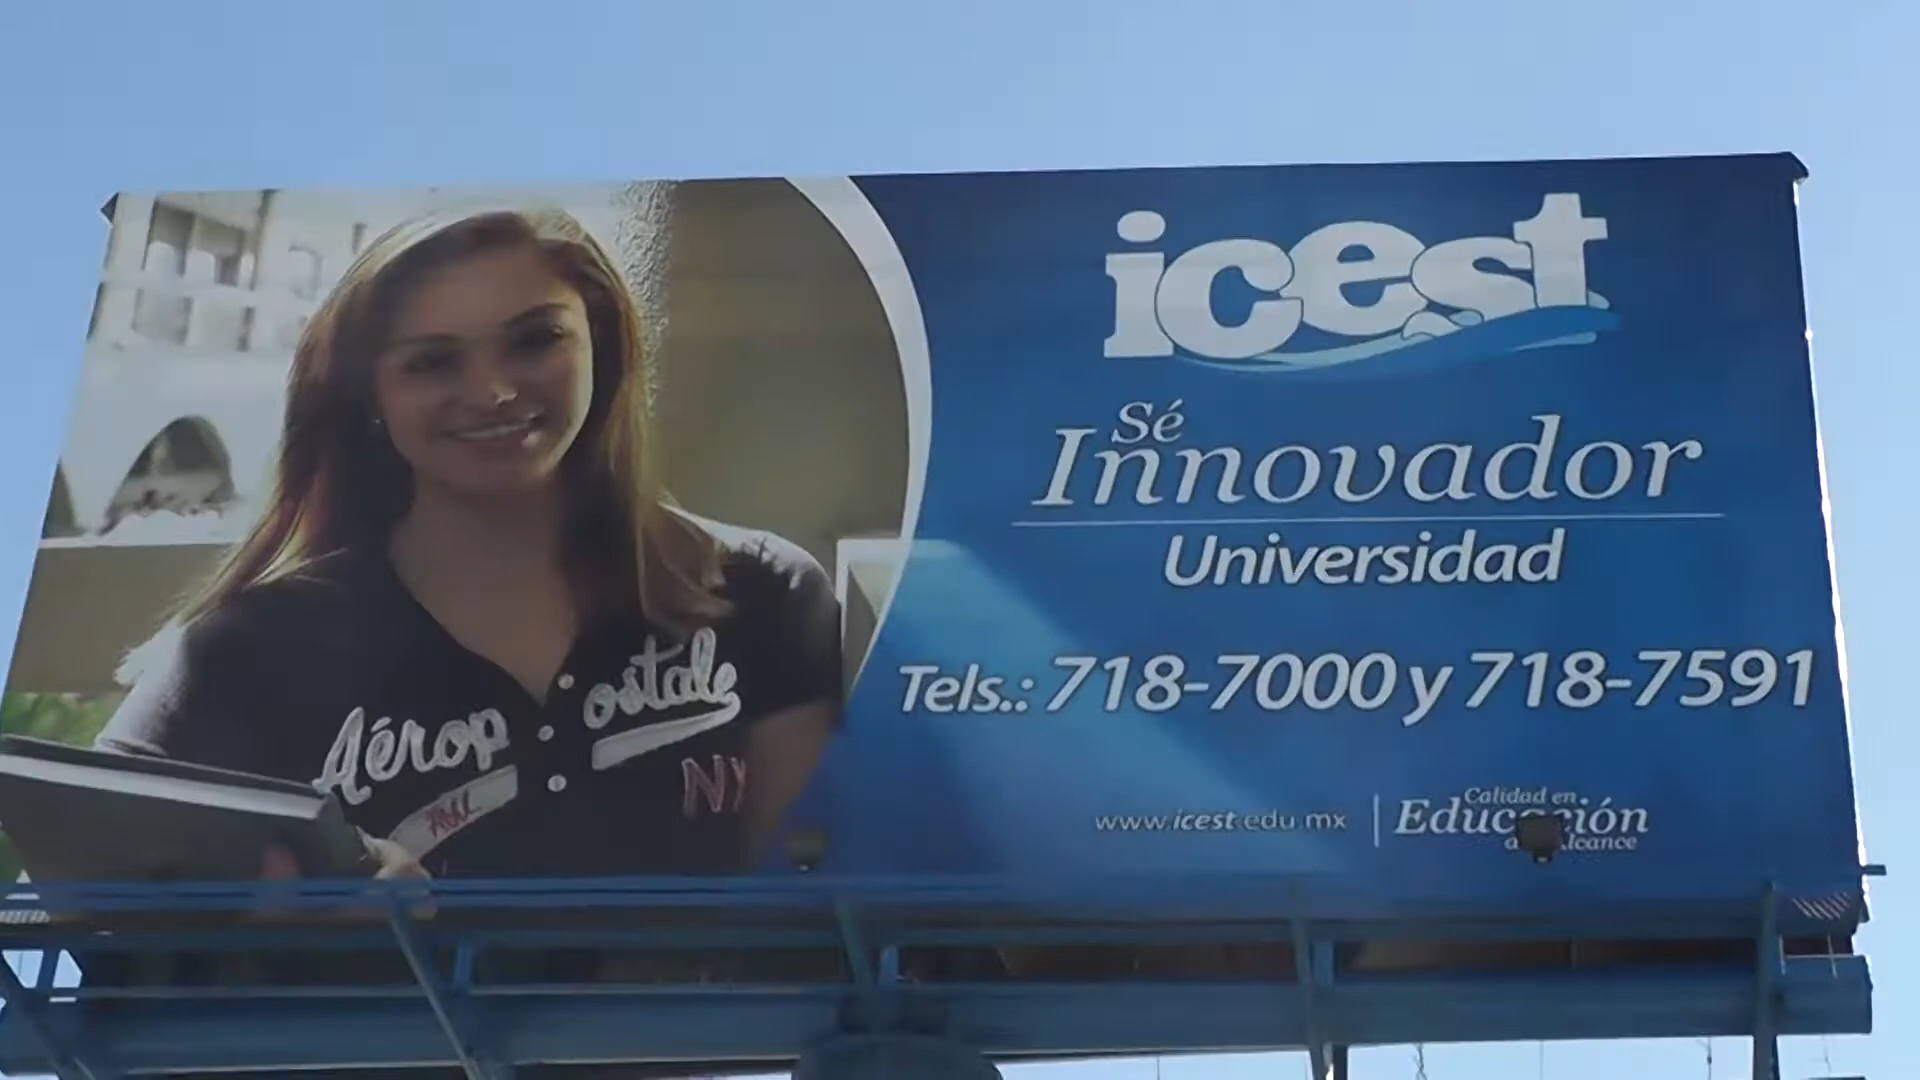 icest
Sé
Innovador
Universidad
Tels.: 718-7000 y 718-7591
www.icest.edu.mx
Calidad en
Educación
Alcance
Aérop ostale
NY